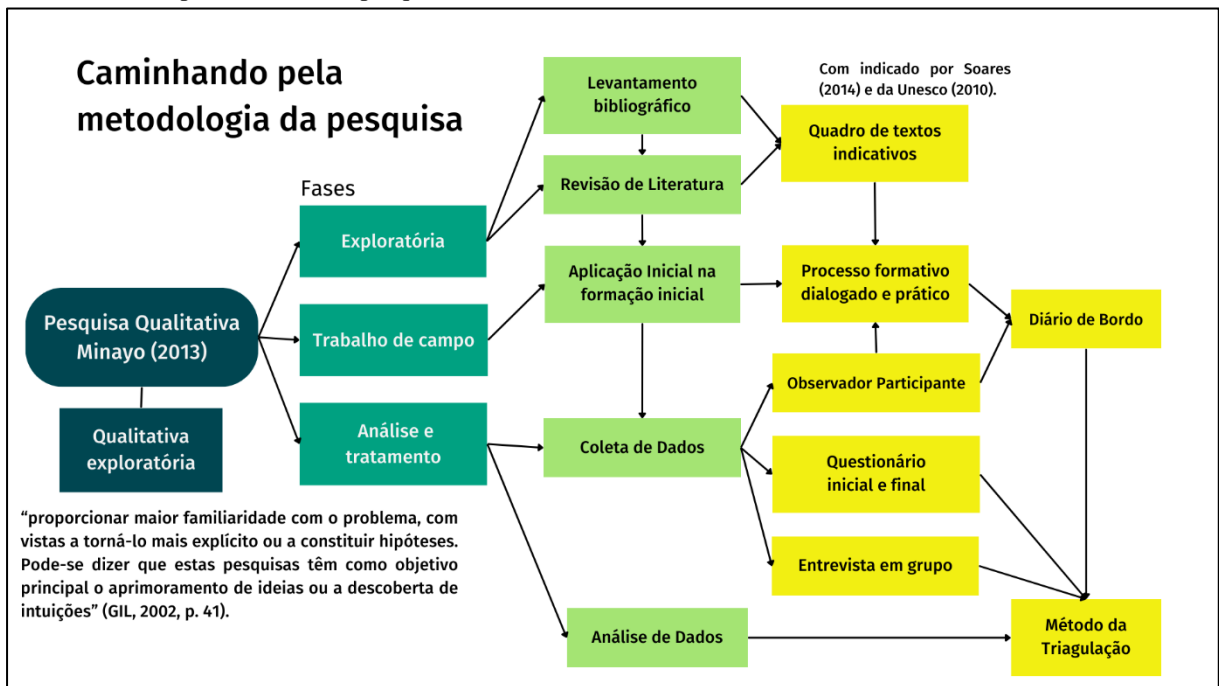 Caminhando pela
metodologia da pesquisa
Fases
Pesquisa Qualitativa
Minayo (2013)
Qualitativa
exploratória
“proporcionar maior familiaridade com o problema, com
vistas a torná-lo mais explícito ou a constituir hipóteses.
Pode-se dizer que estas pesquisas têm como objetivo
principal o aprimoramento de ideias ou a descoberta de
intuições” (GIL, 2002, p. 41).
Exploratória
Trabalho de campo
Análise e
tratamento
Levantamento
bibliográfico
Revisão de Literatura
Aplicação Inicial na
formação inicial
Coleta de Dados
Análise de Dados
Com indicado por Soares
(2014) e da Unesco (2010).
Quadro de textos
indicativos
Processo formativo
dialogado e prático
Observador Participante
Questionário
inicial e final
Entrevista em grupo
Diário de Bordo
Método da
Triagulação